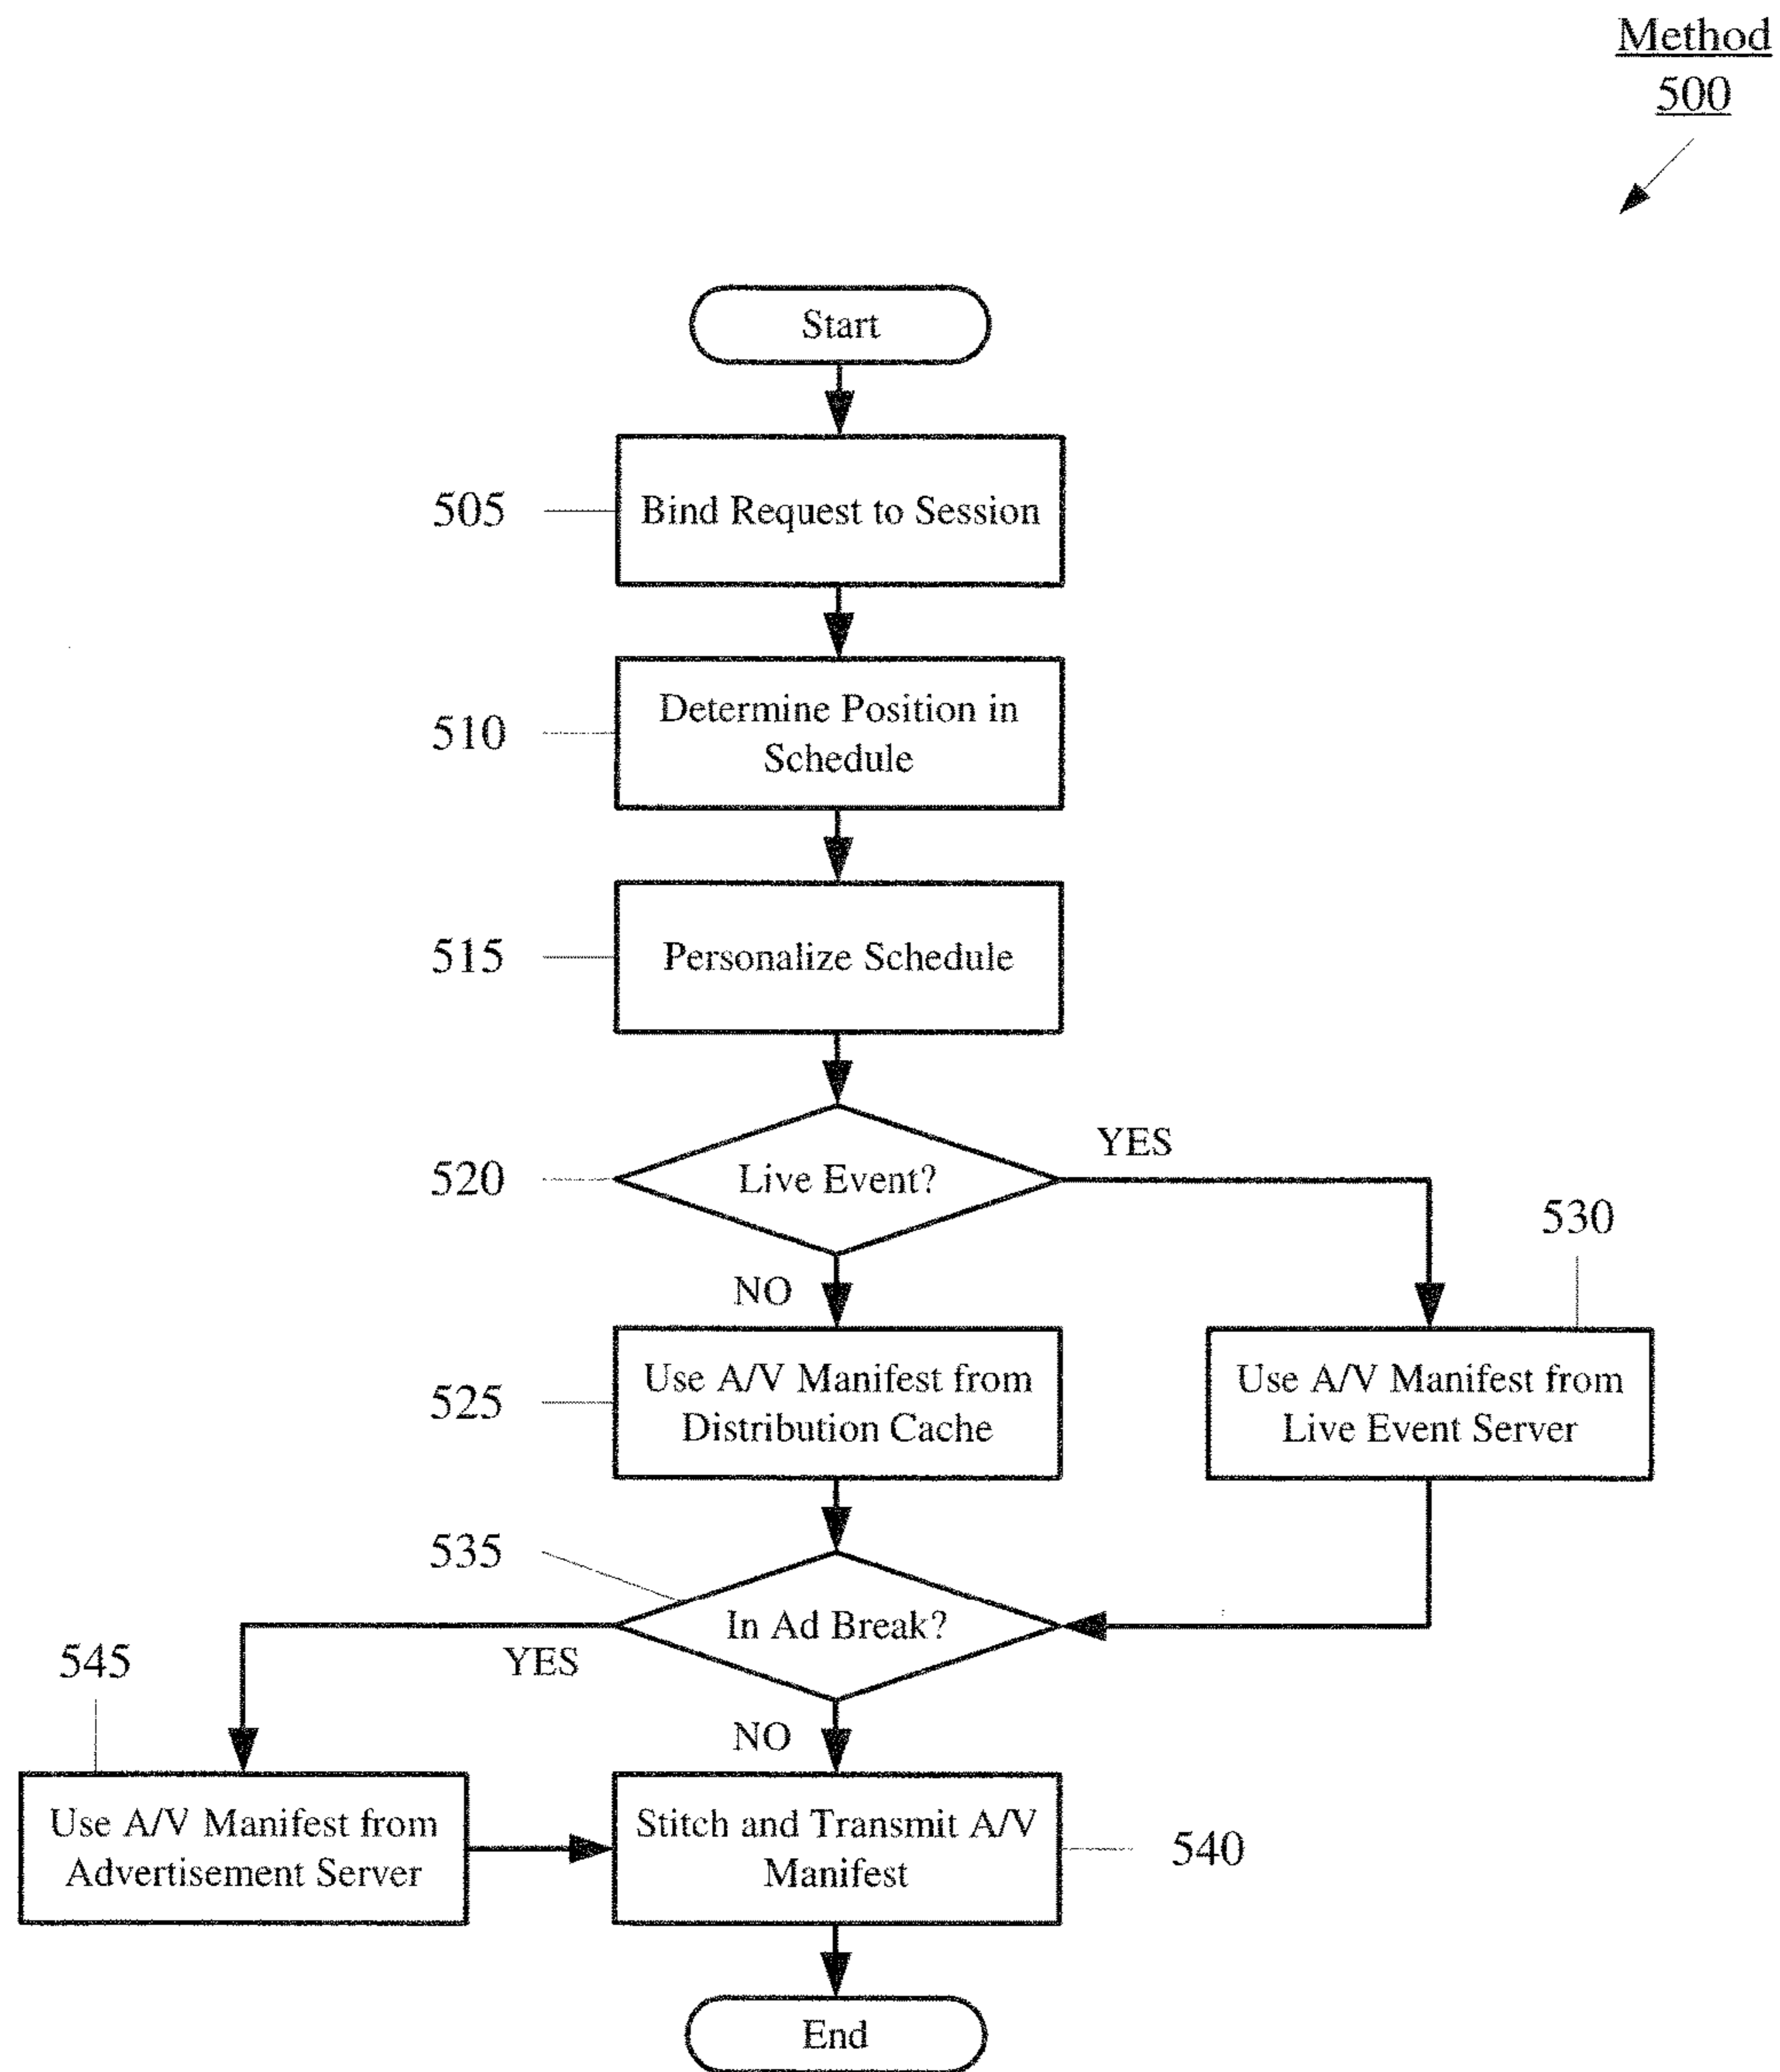 Method
500
Start
505
Bind Request to Session
510
Determine Position in
Schedule
515
Personalize Schedule
520
Live Event?
YES
NO
530
525
Use A/V Manifest from
Distribution Cache
Use A/V Manifest from
Live Event Server
535
In Ad Break?
YES
NO
545
Use A/V Manifest from
Advertisement Server
Stitch and Transmit A/V
Manifest
540
End